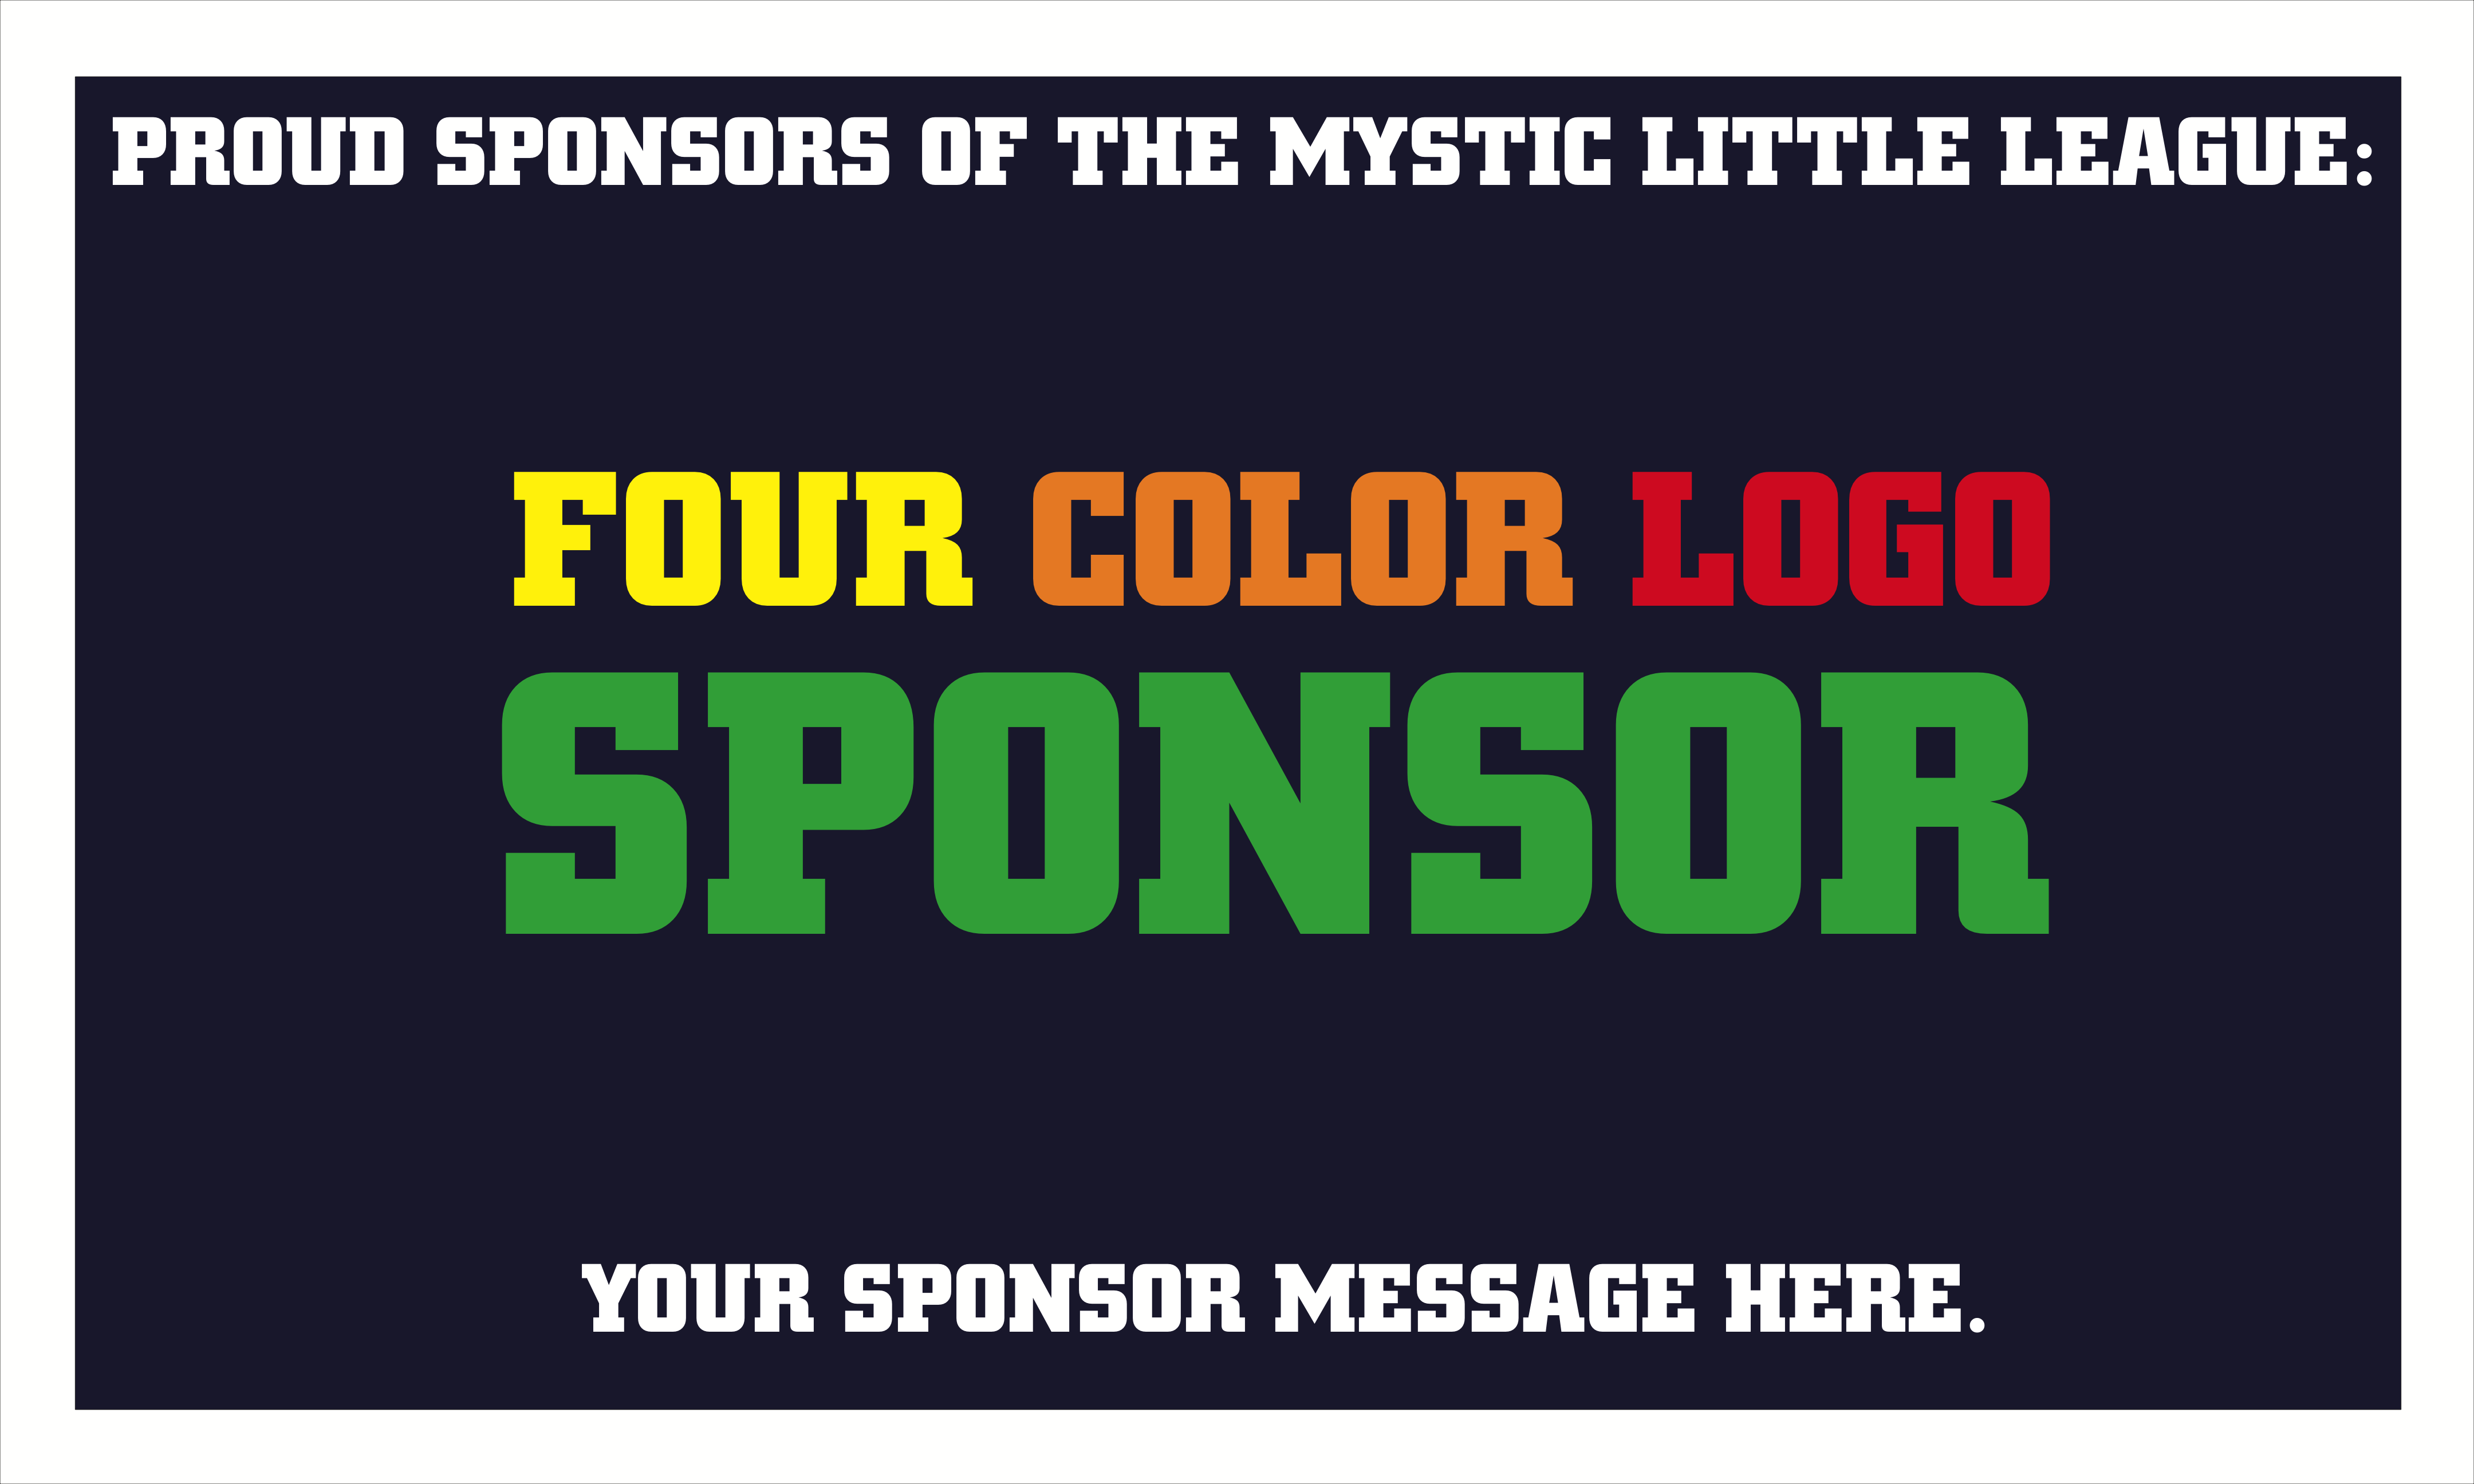 PROUD SPONSORS OF THE MYSTIC LITTLE LEAGUE:
FOUR COLOR LOGO
SPONSOR
YOUR SPONSOR MESSAGE HERE.